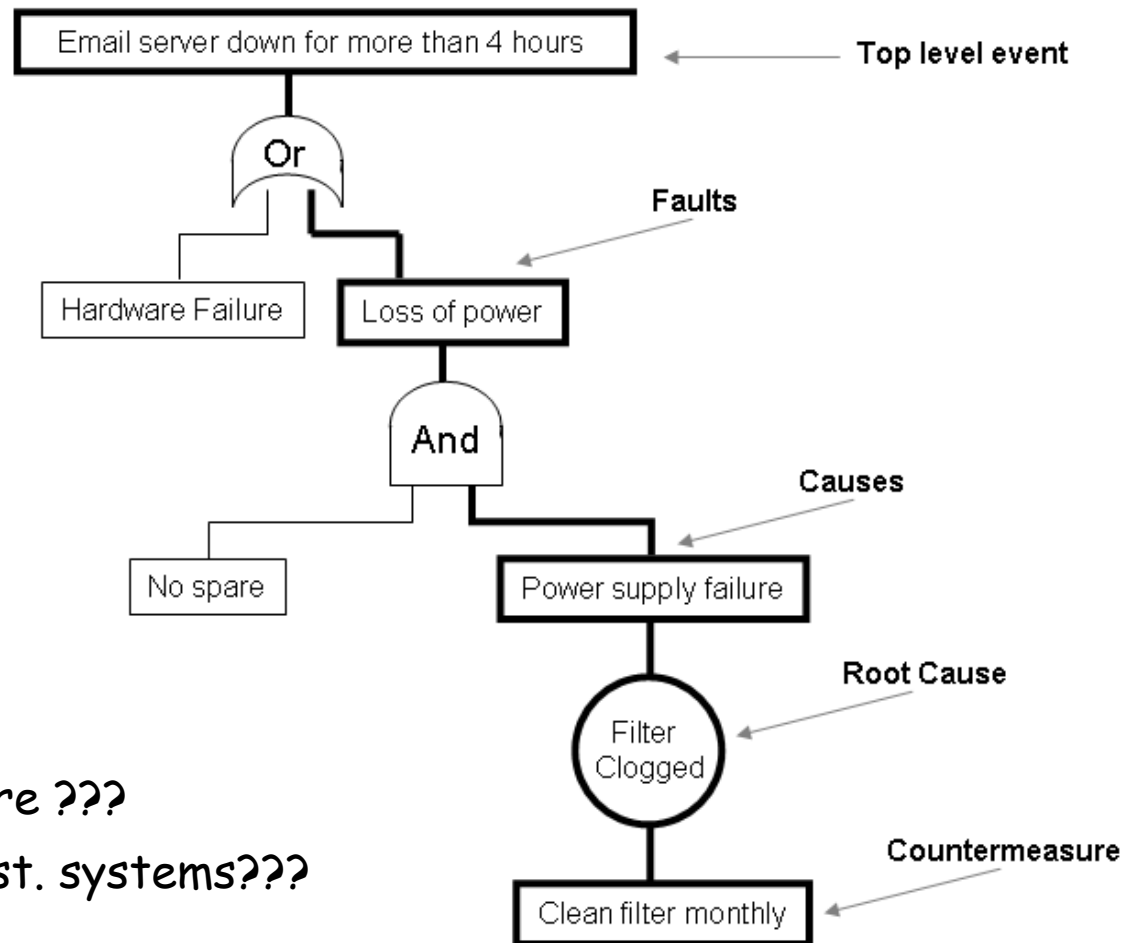 Email server down for more than 4 hours
Top level event
Or
Faults
Hardware Failure
Loss of power
And
Causes
No spare
Power supply failure
Root Cause
Filter
Clogged
re ???
Countermeasure
st. systems???
Clean filter monthly